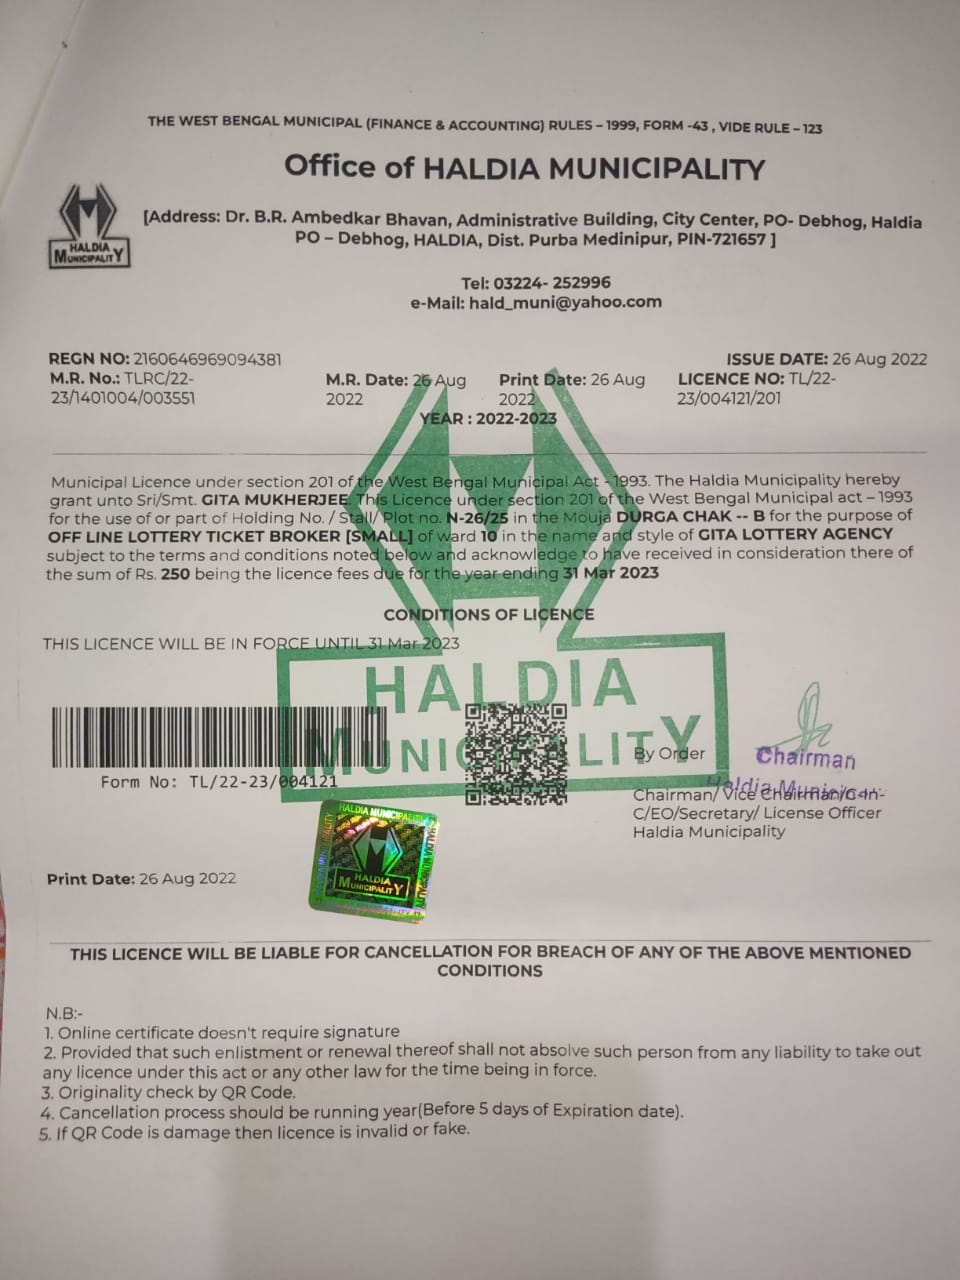 THE WEST BENGAL MUNICIPAL (FINANCE & ACCOUNTING) RULES – 1999, FORM -43 , VIDE RULE – 123
Office of HALDIA MUNICIPALITY
HALDIA
MUNICIPALITY
[Address: Dr. B.R. Ambedkar Bhavan, Administrative Building, City Center, PO- Debhog, Haldia
PO – Debhog, HALDIA, Dist. Purba Medinipur, PIN-721657 ]
Tel: 03224- 252996
e-Mail: hald_muni@yahoo.com
REGN NO: 2160646969094381
ISSUE DATE: 26 Aug 2022
M.R. No.: TLRC/22-
23/1401004/003551
M.R. Date: 26 Aug
2022
Print Date: 26 Aug
2022
LICENCE NO: TL/22-
23/004121/201
YEAR : 2022-2023
Municipal Licence under section 201 of the West Bengal Municipal Act - 1993. The Haldia Municipality hereby
grant unto Sri/Smt. GITA MUKHERJEE. This Licence under section 201 of the West Bengal Municipal act – 1993
for the use of or part of Holding No. / Stall/ Plot no. N-26/25 in the Mouja DURGA CHAK -- B for the purpose of
OFF LINE LOTTERY TICKET BROKER [SMALL] of ward 10 in the name and style of GITA LOTTERY AGENCY
subject to the terms and conditions noted below and acknowledge to have received in consideration there of
the sum of Rs. 250 being the licence fees due for the year ending 31 Mar 2023
CONDITIONS OF LICENCE
THIS LICENCE WILL BE IN FORCE UNTIL 31 Mar 2023
HALDIA
MUNICIPALITY
Form No: TL/22-23/004121
By Order
Chairman
Haldia Municipality
Chairman/ Vice Chairman/C-In-
C/EO/Secretary/ License Officer
Haldia Municipality
HALDIA MUNICIPALITY
HALDIA
MUNICIPALITY
Print Date: 26 Aug 2022
THIS LICENCE WILL BE LIABLE FOR CANCELLATION FOR BREACH OF ANY OF THE ABOVE MENTIONED
CONDITIONS
N.B:-
1. Online certificate doesn't require signature
2. Provided that such enlistment or renewal thereof shall not absolve such person from any liability to take out
any licence under this act or any other law for the time being in force.
3. Originality check by QR Code.
4. Cancellation process should be running year(Before 5 days of Expiration date).
5. If QR Code is damage then licence is invalid or fake.